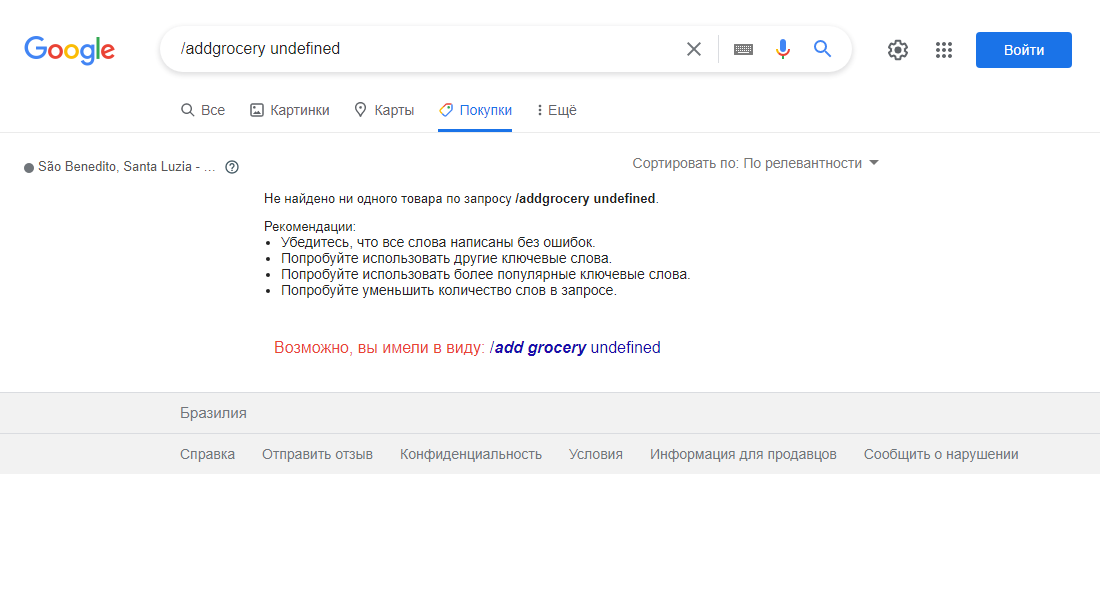 Google
/addgrocery undefined
Войти
Все
Картинки
Карты
Покупки
Ещё
São Benedito, Santa Luzia - ...
Сортировать по: По релевантности
Не найдено ни одного товара по запросу /addgrocery undefined.
Рекомендации:
Убедитесь, что все слова написаны без ошибок.
Попробуйте использовать другие ключевые слова.
Попробуйте использовать более популярные ключевые слова.
Попробуйте уменьшить количество слов в запросе.
Возможно, вы имели в виду: /add grocery undefined
Бразилия
Справка Отправить отзыв Конфиденциальность Условия Информация для продавцов Сообщить о нарушении